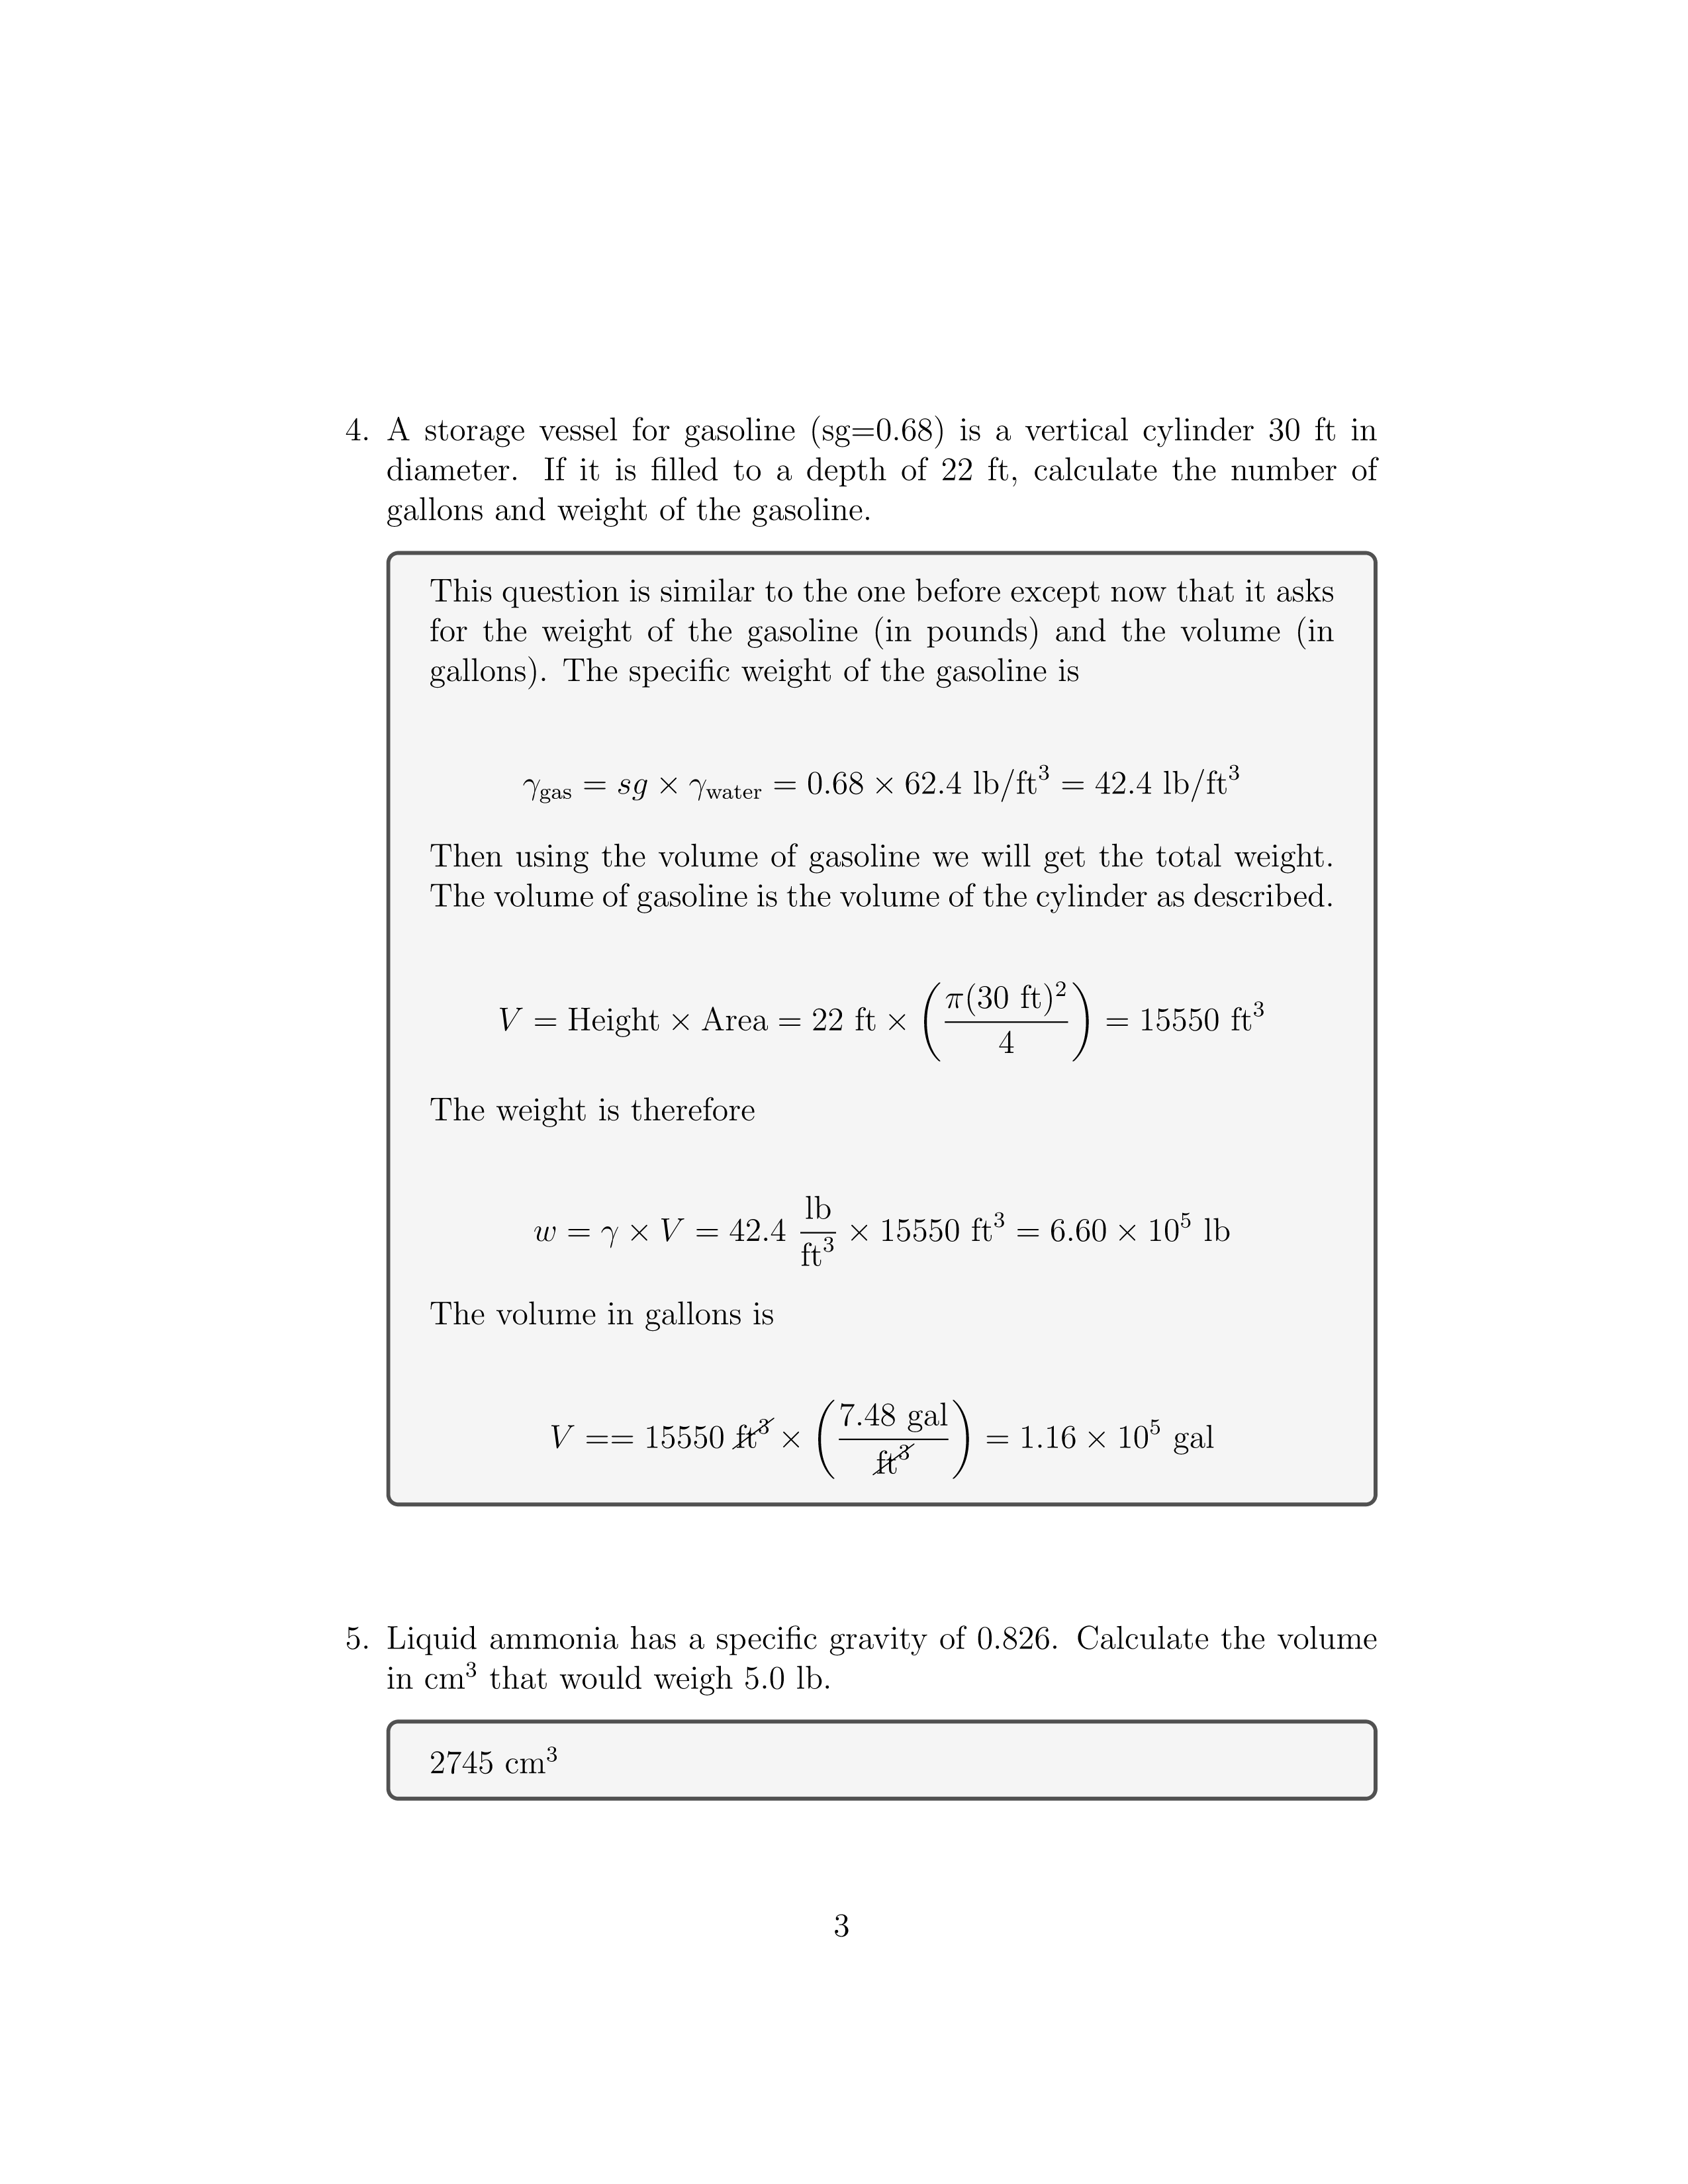 4. A storage vessel for gasoline (sg=0.68) is a vertical cylinder 30 ft in
diameter. If it is filled to a depth of 22 ft, calculate the number of
gallons and weight of the gasoline.
This question is similar to the one before except now that it asks
for the weight of the gasoline (in pounds) and the volume (in
gallons). The specific weight of the gasoline is
$\gamma_{\text{gas}} = sg \times \gamma_{\text{water}} = 0.68 \times 62.4 \text{ lb/ft}^3 = 42.4 \text{ lb/ft}^3$
Then using the volume of gasoline we will get the total weight.
The volume of gasoline is the volume of the cylinder as described.
$V = \text{Height} \times \text{Area} = 22 \text{ ft} \times \left(\frac{\pi(30 \text{ ft})^2}{4}\right) = 15550 \text{ ft}^3$
The weight is therefore
$w = \gamma \times V = 42.4 \frac{\text{lb}}{\text{ft}^3} \times 15550 \text{ ft}^3 = 6.60 \times 10^5 \text{ lb}$
The volume in gallons is
$V == 15550 \cancel{\text{ft}^3} \times \left(\frac{7.48 \text{ gal}}{\cancel{\text{ft}^3}}\right) = 1.16 \times 10^5 \text{ gal}$
5. Liquid ammonia has a specific gravity of 0.826. Calculate the volume
in cm$^3$ that would weigh 5.0 lb.
2745 cm$^3$
3